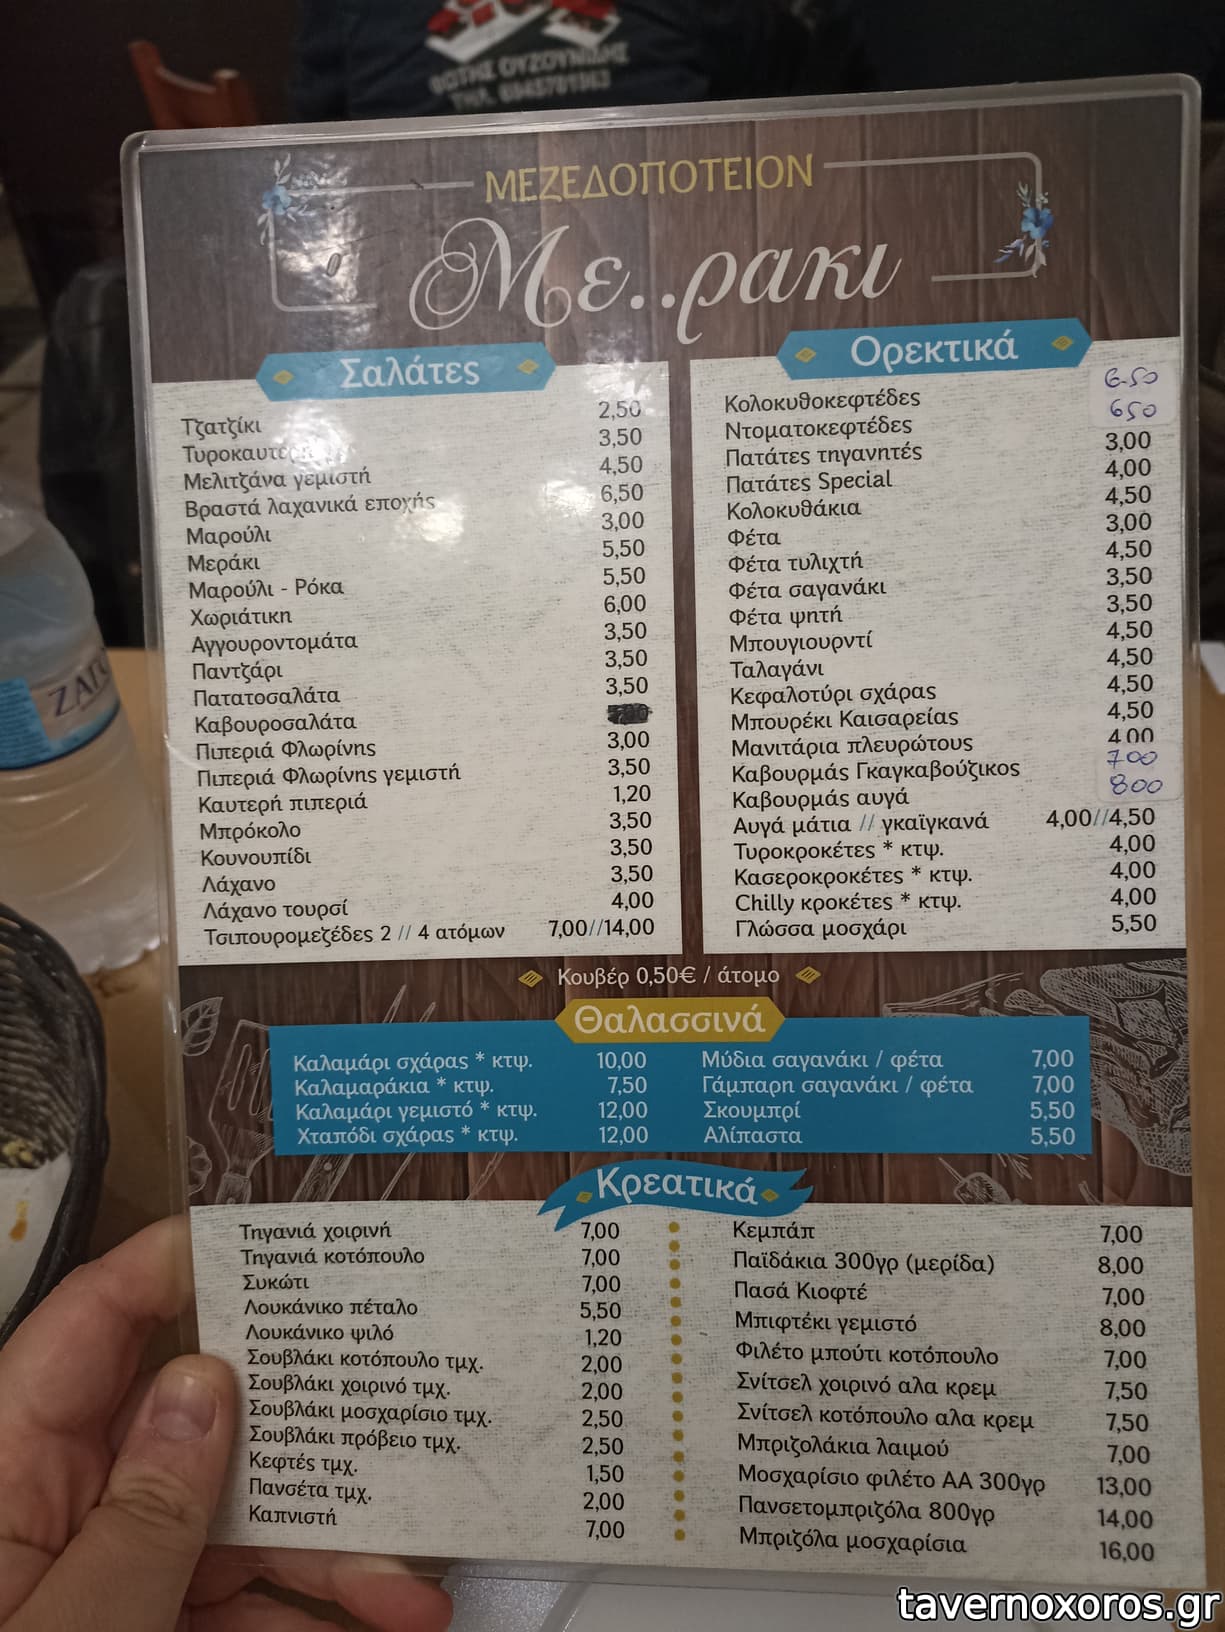 ΟΥΖΟΥΝΙΔΗΣ
ΤΗΛ.
ΜΕΖΕΔΟΠΟΤΕΙΟΝ
Με..ρακι
Σαλάτες
Τζατζίκι 2,50
3,50
Μελιτζάνα γεμιστή 4,50
Βραστά λαχανικά εποχής 6,50
Μαρούλι 3,00
Μεράκι 5,50
Μαρούλι - Ρόκα 5,50
Χωριάτικη 6,00
Αγγουροντομάτα 3,50
Παντζάρι 3,50
Πατατοσαλάτα 3,50
Καβουροσαλάτα
Πιπεριά Φλωρίνης 3,00
Πιπεριά Φλωρίνης γεμιστή 3,50
Καυτερή πιπεριά 1,20
Μπρόκολο 3,50
Κουνουπίδι 3,50
Λάχανο 3,50
Λάχανο τουρσί 4,00
Τσιπουρομεζέδες 2 // 4 ατόμων 7,00//14,00
Ορεκτικά
Κολοκυθοκεφτέδες 6.50
Ντοματοκεφτέδες 650
Πατάτες τηγανητές 3,00
Πατάτες Special 4,00
Κολοκυθάκια 4,50
Φέτα 3,00
Φέτα τυλιχτή 4,50
Φέτα σαγανάκι 3,50
Φέτα ψητή 3,50
Μπουγιουρντί 4,50
Ταλαγάνι 4,50
Κεφαλοτύρι σχάρας 4,50
Μπουρέκι Καισαρείας 4,50
Μανιτάρια πλευρώτους 4,00
Καβουρμάς Γκαγκαβούζικος 700
Καβουρμάς αυγά 800
Αυγά μάτια // γκαϊγκανά 4,00//4,50
Τυροκροκέτες * κτψ. 4,00
Κασεροκροκέτες * κτψ. 4,00
Chilly κροκέτες * κτψ. 4,00
Γλώσσα μοσχάρι 5,50
Κουβέρ 0,50€ / άτομο
Θαλασσινά
Καλαμάρι σχάρας * κτψ. 10,00
Καλαμαράκια * κτψ. 7,50
Καλαμάρι γεμιστό * κτψ. 12,00
Χταπόδι σχάρας * κτψ. 12,00
Μύδια σαγανάκι / φέτα 7,00
Γάμπαρη σαγανάκι / φέτα 7,00
Σκουμπρί 5,50
Αλίπαστα 5,50
Κρεατικά
Τηγανιά χοιρινή 7,00
Τηγανιά κοτόπουλο 7,00
Συκώτι 7,00
Λουκάνικο πέταλο 5,50
Λουκάνικο ψιλό 1,20
Σουβλάκι κοτόπουλο τμχ. 2,00
Σουβλάκι χοιρινό τμχ. 2,00
Σουβλάκι μοσχαρίσιο τμχ. 2,50
Σουβλάκι πρόβειο τμχ. 2,50
Κεφτές τμχ. 1,50
Πανσέτα τμχ. 2,00
Καπνιστή 7,00
Κεμπάπ 7,00
Παϊδάκια 300γρ (μερίδα) 8,00
Πασά Κιοφτέ 7,00
Μπιφτέκι γεμιστό 8,00
Φιλέτο μπούτι κοτόπουλο 7,00
Σνίτσελ χοιρινό αλα κρεμ 7,50
Σνίτσελ κοτόπουλο αλα κρεμ 7,50
Μπριζολάκια λαιμού 7,00
Μοσχαρίσιο φιλέτο ΑΑ 300γρ 13,00
Πανσετομπριζόλα 800γρ 14,00
Μπριζόλα μοσχαρίσια 16,00
tavernoxoros.gr